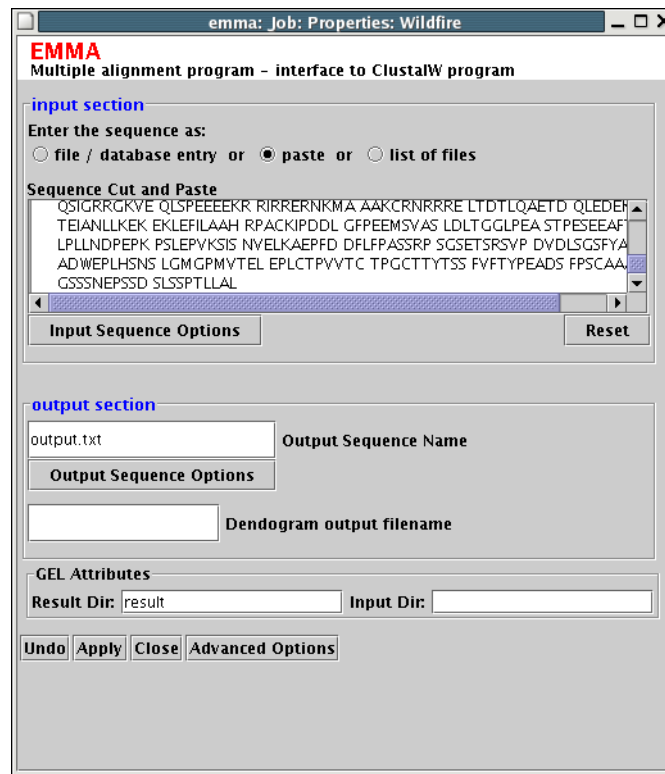 emma: Job: Properties: Wildfire
EMMA
Multiple alignment program - interface to ClustalW program
input section
Enter the sequence as:
file / database entry or paste or list of files
Sequence Cut and Paste
QSIGRRGKVE QLSPEEEEKR RIRRERNKMA AAKCRNRRRE LTDTLQAETD QLEDEK
TEIANLLKEK EKLEFILAAH RPACKIPDDL GFPEEMSVAS LDLTGGLPEA STPESEEAF
LPLLNDPEPK PSLEPVKSIS NVELKAEPFD DFLFPASSRP SGSETSRSVP DVDLSGSFYA
ADWEPLHSNS LGMGPMVTEL EPLCTPVVTC TPGCTTYTSS FVFTYPEADS FPSCAA
GSSSNEPSSD SLSSPTLLAL
Input Sequence Options Reset
output section
output.txt Output Sequence Name
Output Sequence Options
Dendogram output filename
GEL Attributes
Result Dir: result Input Dir:
Undo Apply Close Advanced Options